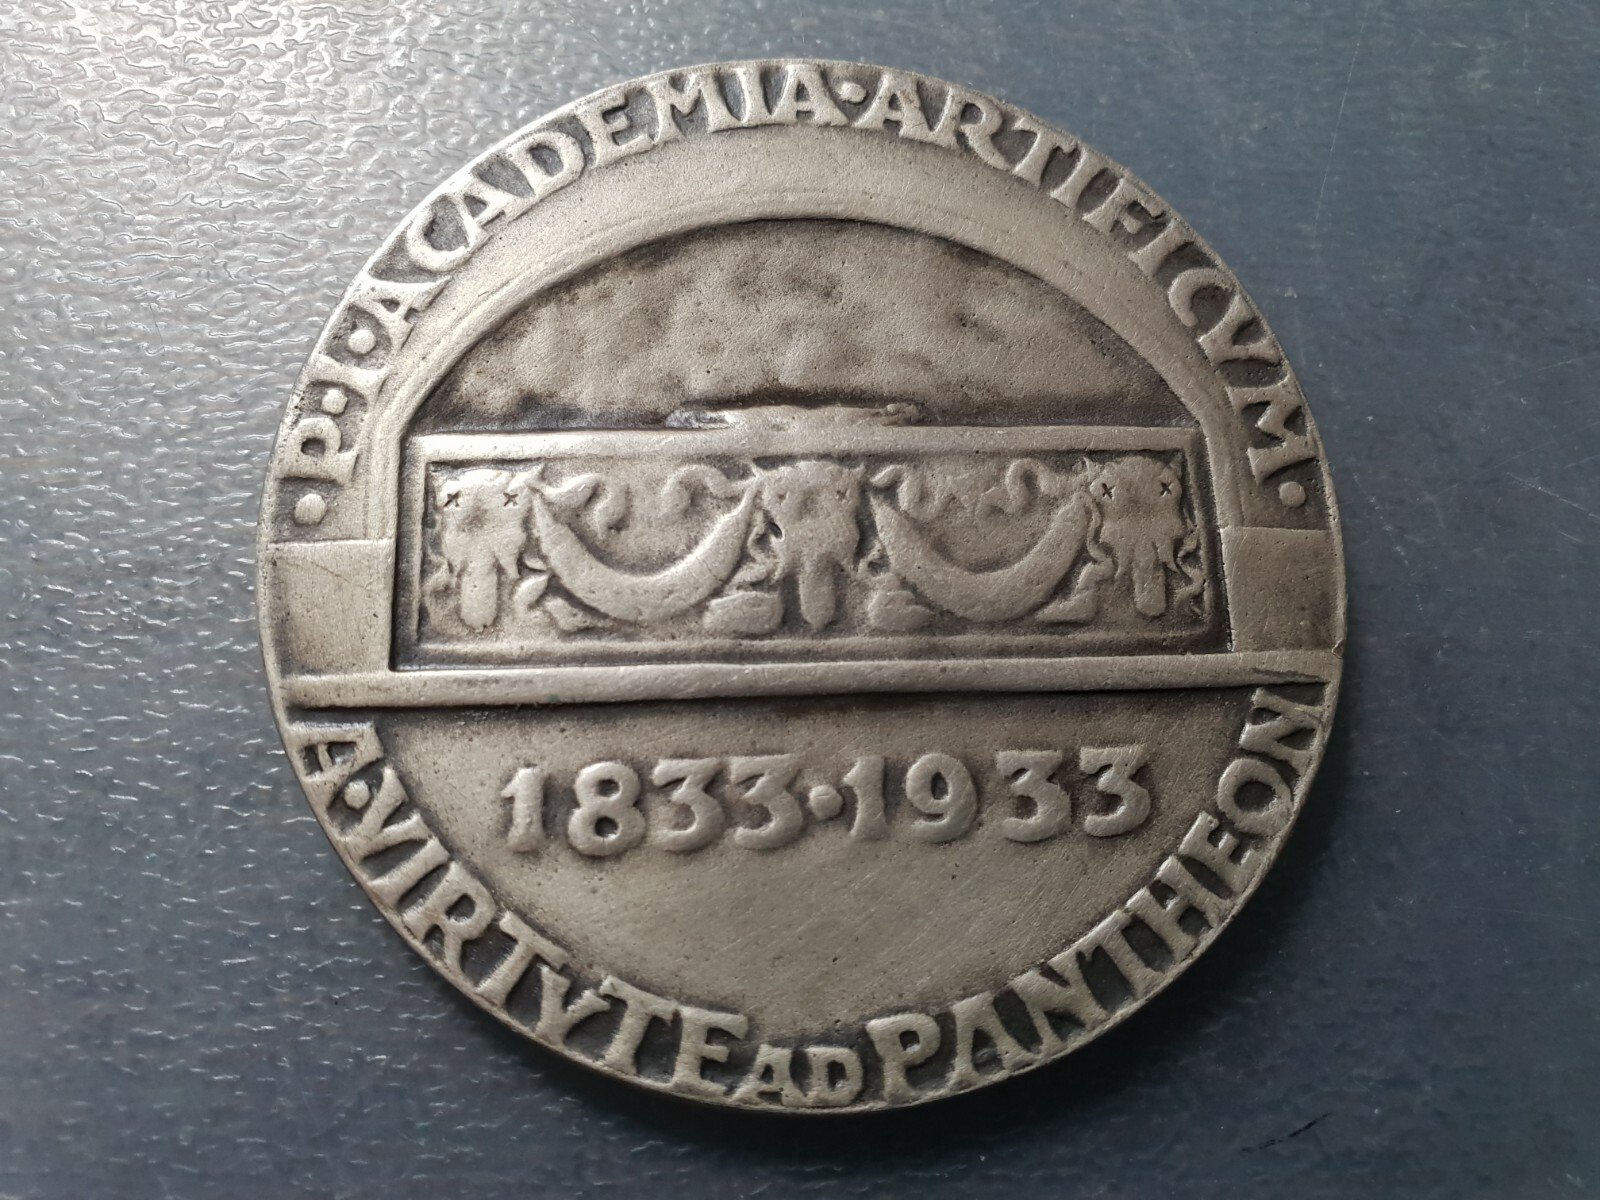 ·P·I·ACADEMIA·ARTIFICVM·
1833·1933
A·VIRTVTE AD PANTHEON